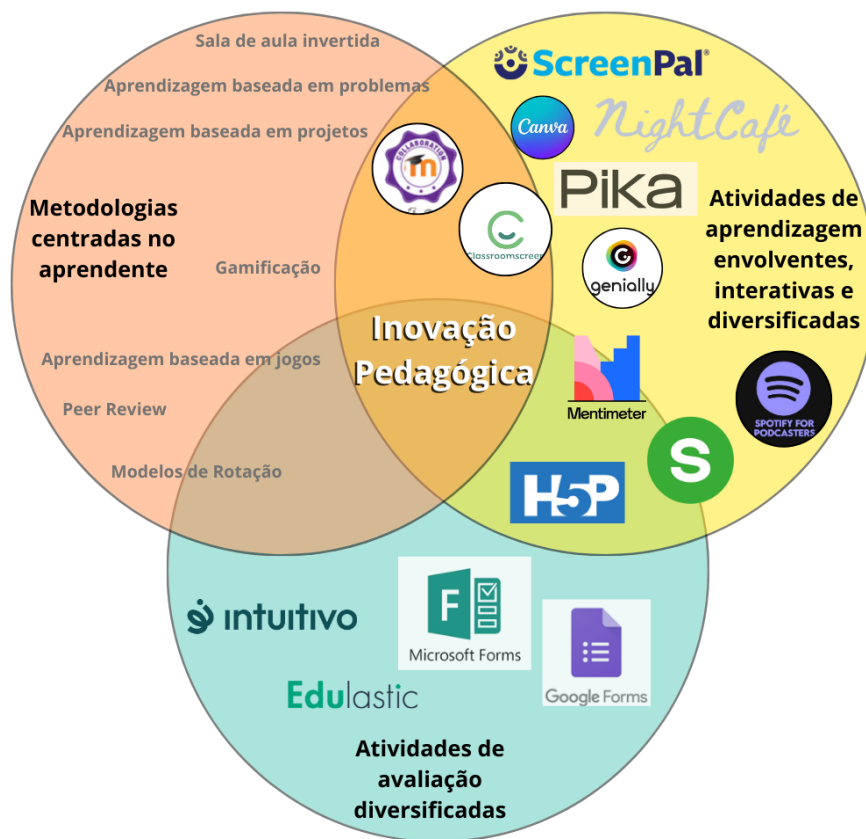 Sala de aula invertida
Aprendizagem baseada em problemas
Aprendizagem baseada em projetos
Metodologias
centradas no
aprendente
Gamificação
Aprendizagem baseada em jogos
Peer Review
Modelos de Rotação
COLLABORATION
m
Classroomscreen
Inovação
Pedagógica
ScreenPal
Canva
NightCafé
Pika
genially
Atividades de
aprendizagem
envolventes,
interativas e
diversificadas
Mentimeter
SPOTIFY FOR
PODCASTERS
S
H5P
intuitivo
F
Microsoft Forms
Google Forms
Edulastic
Atividades de
avaliação
diversificadas